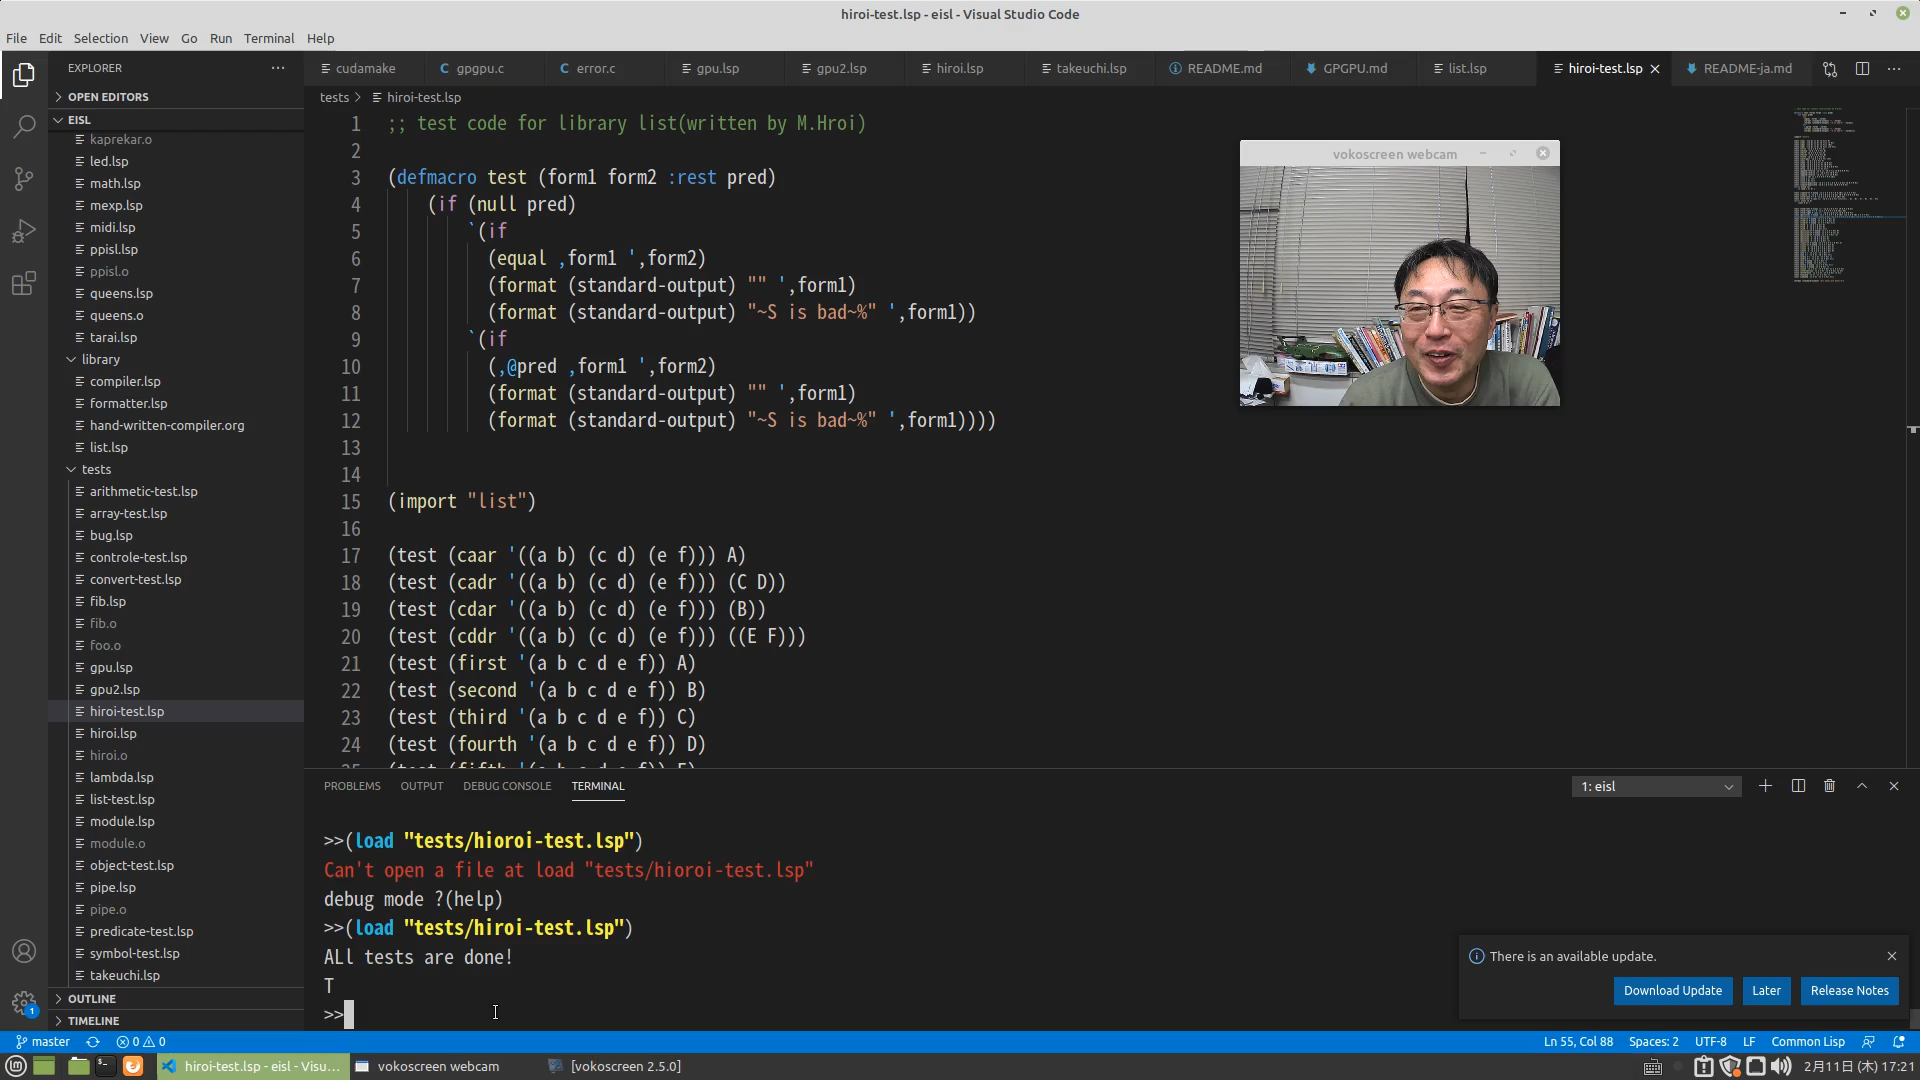 hiroi-test.lsp - eisl - Visual Studio Code
File Edit Selection View Go Run Terminal Help
EXPLORER
OPEN EDITORS
EISL
kaprekar.o
led.lsp
math.lsp
mexp.lsp
midi.lsp
ppisl.lsp
ppisl.o
queens.lsp
queens.o
tarai.lsp
library
compiler.lsp
formatter.lsp
hand-written-compiler.org
list.lsp
tests
arithmetic-test.lsp
array-test.lsp
bug.lsp
controle-test.lsp
convert-test.lsp
fib.lsp
fib.o
foo.o
gpu.lsp
gpu2.lsp
hiroi-test.lsp
hiroi.lsp
hiroi.o
lambda.lsp
list-test.lsp
module.lsp
module.o
object-test.lsp
pipe.lsp
pipe.o
predicate-test.lsp
symbol-test.lsp
takeuchi.lsp
OUTLINE
TIMELINE
cudamake gpgpu.c error.c gpu.lsp gpu2.lsp hiroi.lsp takeuchi.lsp README.md GPGPU.md list.lsp hiroi-test.lsp README-ja.md
tests > hiroi-test.lsp
1 ;; test code for library list(written by M.Hroi)
2
3 (defmacro test (form1 form2 :rest pred)
4 (if (null pred)
5 `(if
6 (equal ,form1 ',form2)
7 (format (standard-output) "" ',form1)
8 (format (standard-output) "~S is bad~%" ',form1))
9 `(if
10 (,@pred ,form1 ',form2)
11 (format (standard-output) "" ',form1)
12 (format (standard-output) "~S is bad~%" ',form1))))
13
14
15 (import "list")
16
17 (test (caar '((a b) (c d) (e f))) A)
18 (test (cadr '((a b) (c d) (e f))) (C D))
19 (test (cdar '((a b) (c d) (e f))) (B))
20 (test (cddr '((a b) (c d) (e f))) ((E F)))
21 (test (first '(a b c d e f)) A)
22 (test (second '(a b c d e f)) B)
23 (test (third '(a b c d e f)) C)
24 (test (fourth '(a b c d e f)) D)
25 (test (fifth '(a b c d e f)) E)
vokoscreen webcam
PROBLEMS OUTPUT DEBUG CONSOLE TERMINAL
1: eisl
>>(load "tests/hioroi-test.lsp")
Can't open a file at load "tests/hioroi-test.lsp"
debug mode ?(help)
>>(load "tests/hiroi-test.lsp")
ALl tests are done!
T
>>
There is an available update.
Download Update Later Release Notes
1
master 0 0
Ln 55, Col 88 Spaces: 2 UTF-8 LF Common Lisp
hiroi-test.lsp - eisl - Visu... vokoscreen webcam [vokoscreen 2.5.0] 2月11日 (木) 17:21